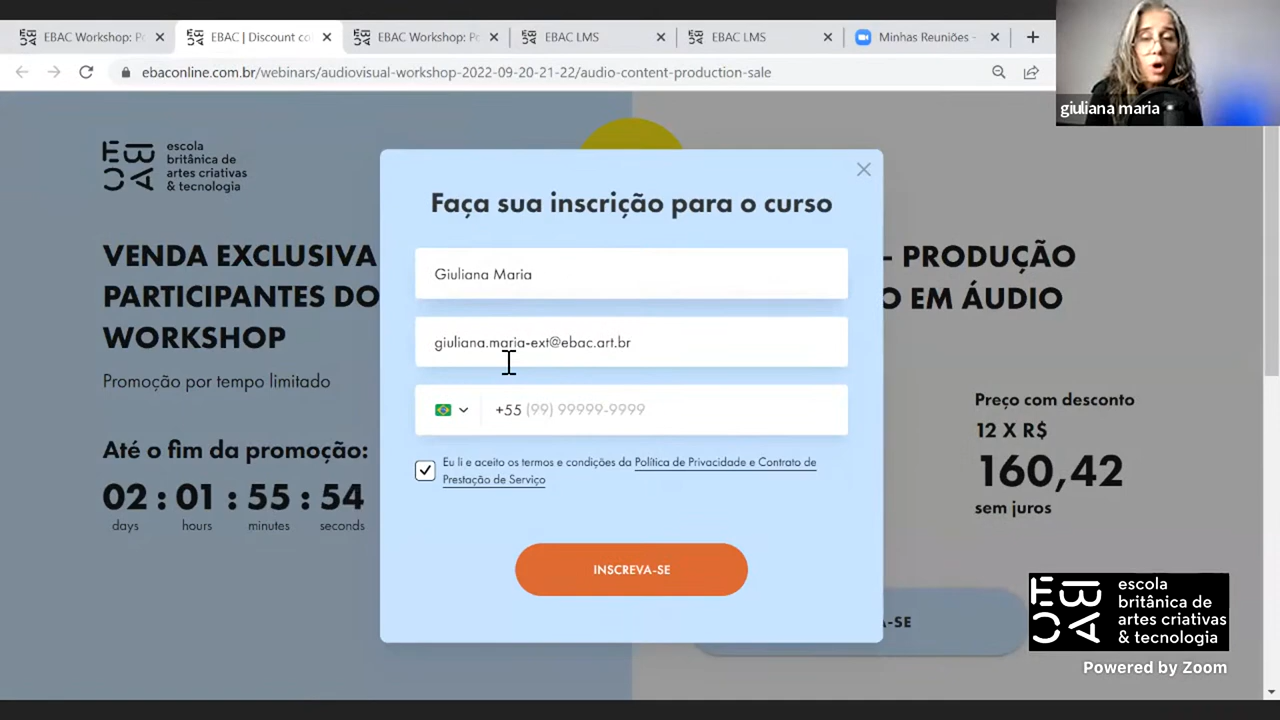 EBAC Workshop: Po
EBAC | Discount co
EBAC Workshop: Po
EBAC LMS
EBAC LMS
Minhas Reuniões -
ebaconline.com.br/webinars/audiovisual-workshop-2022-09-20-21-22/audio-content-production-sale
giuliana maria
escola
britânica de
artes criativas
& tecnologia
VENDA EXCLUSIVA
PARTICIPANTES DO
WORKSHOP
Promoção por tempo limitado
Até o fim da promoção:
02 : 01 : 55 : 54
days hours minutes seconds
Faça sua inscrição para o curso
Giuliana Maria
giuliana.maria-ext@ebac.art.br
+55 (99) 99999-9999
Eu li e aceito os termos e condições da Política de Privacidade e Contrato de
Prestação de Serviço
INSCREVA-SE
- PRODUÇÃO
O EM ÁUDIO
Preço com desconto
12 X R$
160,42
sem juros
A-SE
EBAC
escola
britânica de
artes criativas
& tecnologia
Powered by Zoom